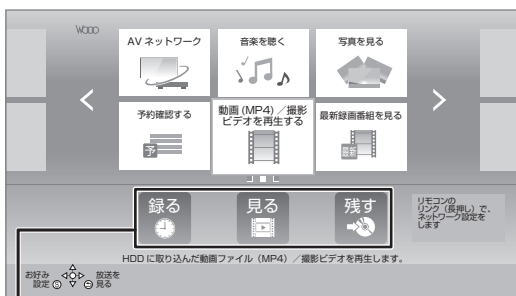 Wooo
AV ネットワーク
音楽を聴く
写真を見る
予約確認する
動画 (MP4) ／撮影
ビデオを再生する
最新録画番組を見る
予
最新
録る
見る
残す
リモコンの
リンク（長押し）で、
ネットワーク設定を
します
HDD に取り込んだ動画ファイル（MP4）／撮影ビデオを再生します。
お好み
設定 S
放送を
見る